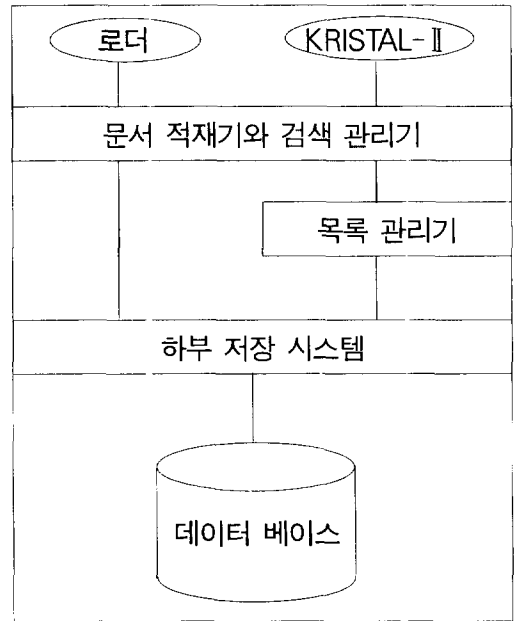 로더
KRISTAL-Ⅱ
문서 적재기와 검색 관리기
목록 관리기
하부 저장 시스템
데이터 베이스